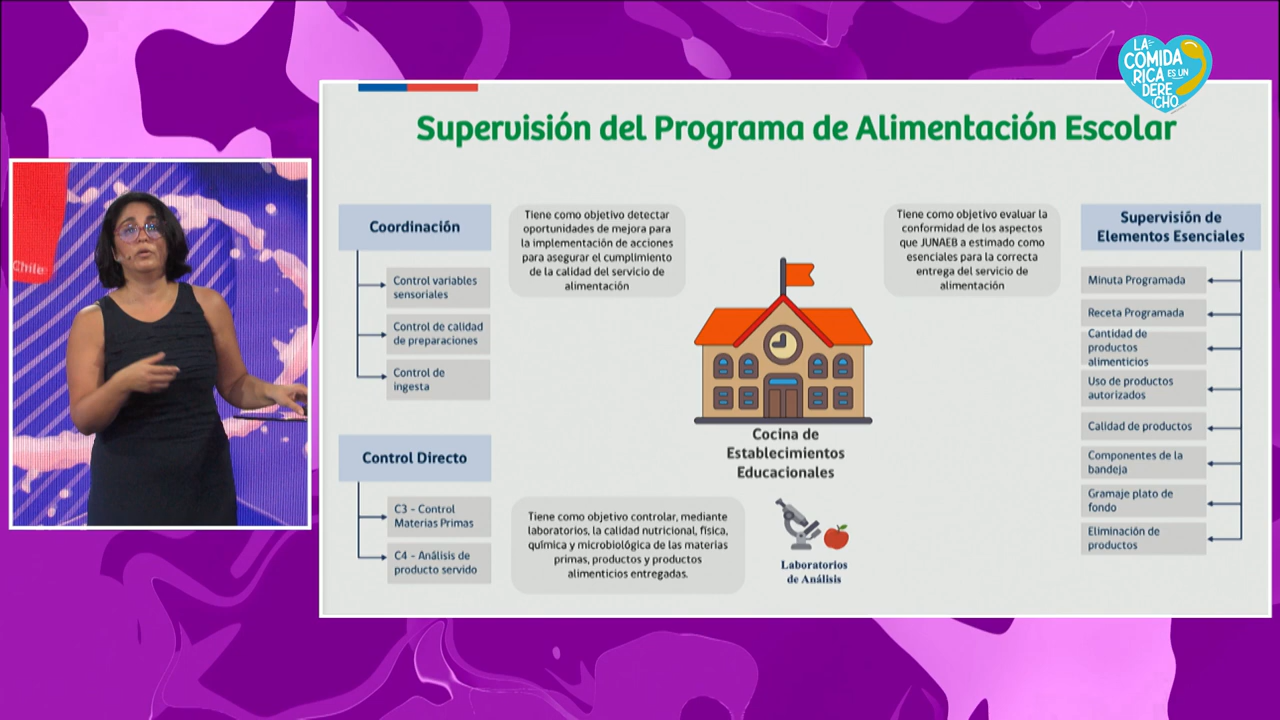 LA
COMIDA
RICA
ES UN
DERE
CHO
Supervisión del Programa de Alimentación Escolar
Coordinación
Control variables
sensoriales
Control de calidad
de preparaciones
Control de
ingesta
Tiene como objetivo detectar
oportunidades de mejora para
la implementación de acciones
para asegurar el cumplimiento
de la calidad del servicio de
alimentación
Control Directo
C3 - Control
Materias Primas
C4 - Análisis de
producto servido
Tiene como objetivo controlar, mediante
laboratorios, la calidad nutricional, física,
química y microbiológica de las materias
primas, productos y productos
alimenticios entregadas.
Cocina de
Establecimientos
Educacionales
Laboratorios
de Análisis
Tiene como objetivo evaluar la
conformidad de los aspectos
que JUNAEB a estimado como
esenciales para la correcta
entrega del servicio de
alimentación
Supervisión de
Elementos Esenciales
Minuta Programada
Receta Programada
Cantidad de
productos
alimenticios
Uso de productos
autorizados
Calidad de productos
Componentes de la
bandeja
Gramaje plato de
fondo
Eliminación de
productos
Chile